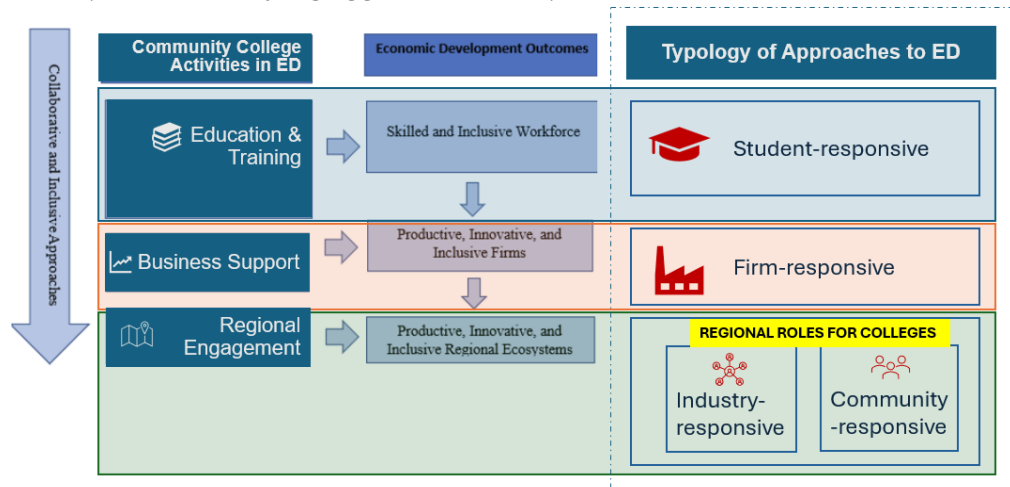 Community College
Activities in ED
Economic Development Outcomes
Typology of Approaches to ED
Collaborative and Inclusive Approaches
Education &
Training
Skilled and Inclusive Workforce
Student-responsive
Business Support
Productive, Innovative, and
Inclusive Firms
Firm-responsive
Regional
Engagement
Productive, Innovative, and
Inclusive Regional Ecosystems
REGIONAL ROLES FOR COLLEGES
Industry-
responsive
Community
-responsive